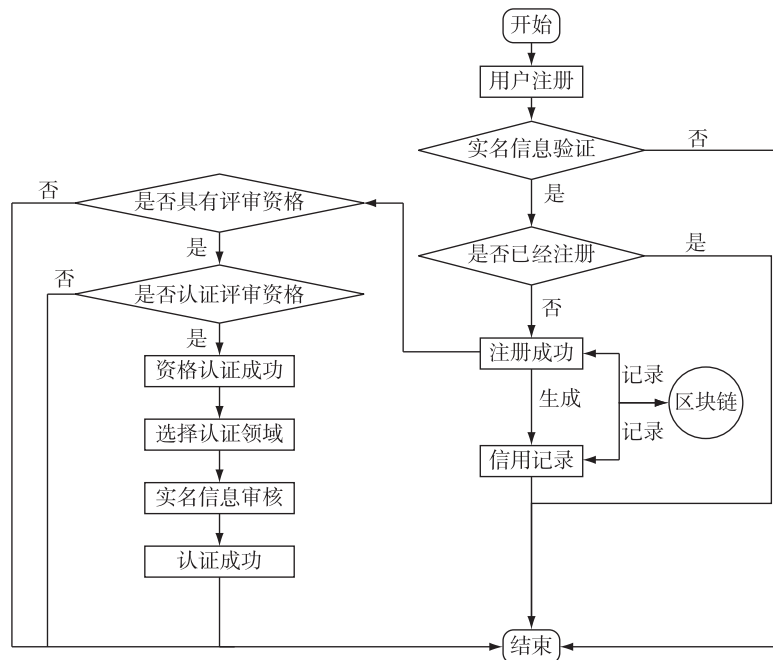 开始
用户注册
实名信息验证
否
是
是否已经注册
是
否
注册成功
生成
记录
区块链
记录
信用记录
否
是否具有评审资格
是
否
是否认证评审资格
是
资格认证成功
选择认证领域
实名信息审核
认证成功
结束